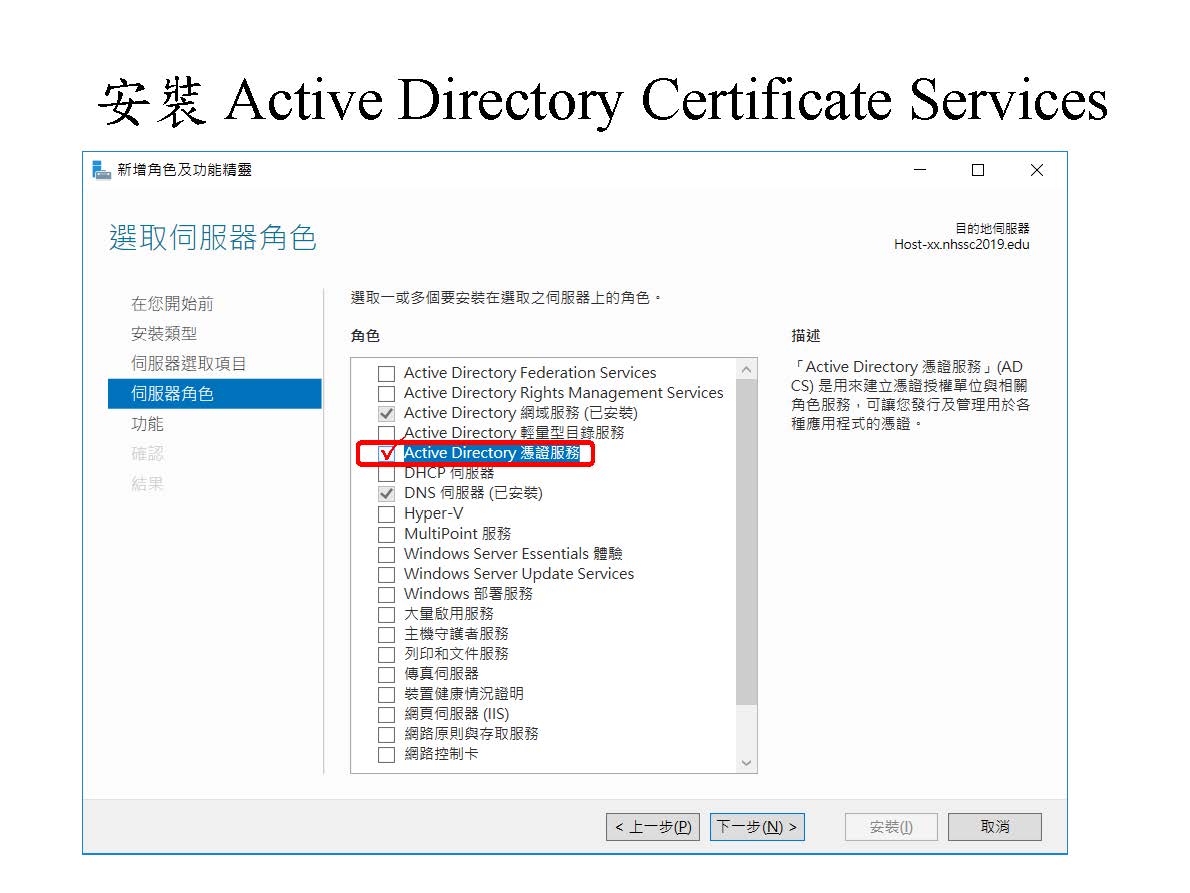 安裝 Active Directory Certificate Services
新增角色及功能精靈
選取伺服器角色
目的地伺服器
Host-xx.nhssc2019.edu
在您開始前
安裝類型
伺服器選取項目
伺服器角色
功能
確認
結果
選取一或多個要安裝在選取之伺服器上的角色。
角色
Active Directory Federation Services
Active Directory Rights Management Services
Active Directory 網域服務 (已安裝)
Active Directory 輕量型目錄服務
Active Directory 憑證服務
DHCP 伺服器
DNS 伺服器 (已安裝)
Hyper-V
MultiPoint 服務
Windows Server Essentials 體驗
Windows Server Update Services
Windows 部署服務
大量啟用服務
主機守護者服務
列印和文件服務
傳真伺服器
裝置健康情況證明
網頁伺服器 (IIS)
網路原則與存取服務
網路控制卡
描述
「Active Directory 憑證服務」(AD
CS) 是用來建立憑證授權單位與相關
角色服務，可讓您發行及管理用於各
種應用程式的憑證。
< 上一步(P)
下一步(N) >
安裝(I)
取消